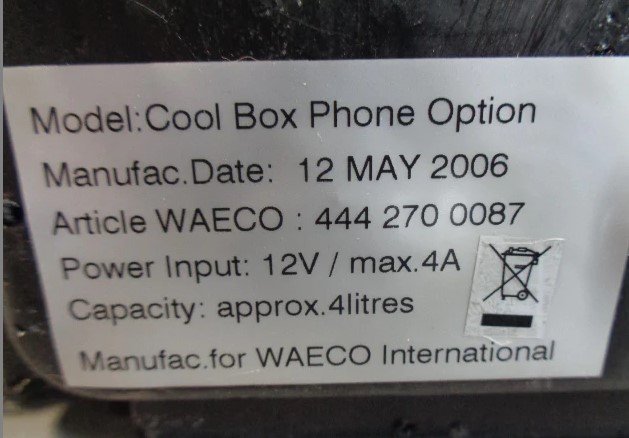 Model:Cool Box Phone Option
Manufac.Date: 12 MAY 2006
Article WAECO : 444 270 0087
Power Input: 12V / max.4A
Capacity: approx.4litres
Manufac.for WAECO International